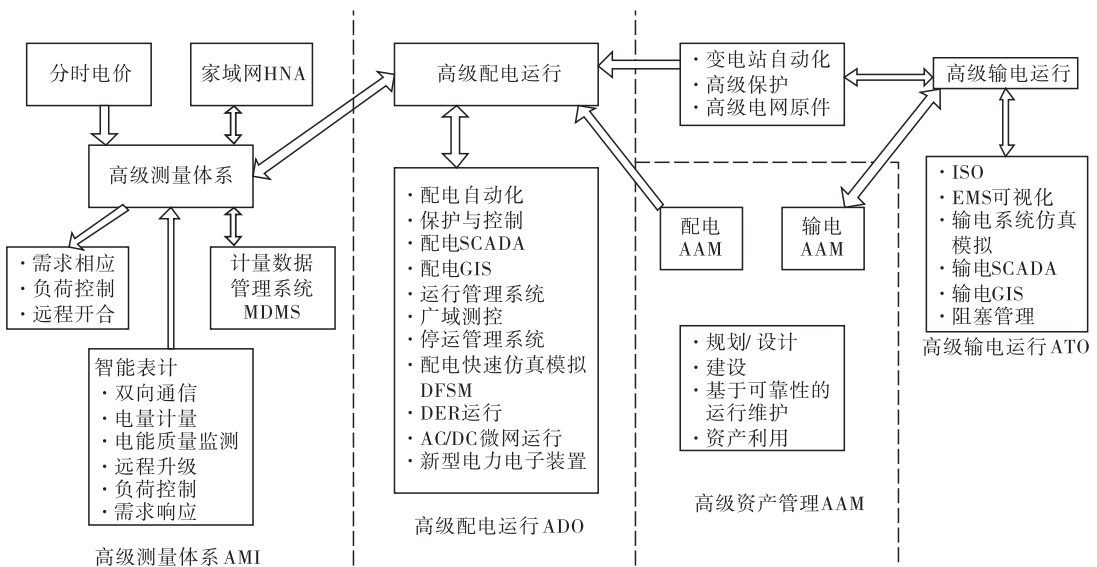 分时电价
家域网HNA
高级测量体系
·需求相应
·负荷控制
·远程开合
计量数据
管理系统
MDMS
智能表计
·双向通信
·电量计量
·电能质量监测
·远程升级
·负荷控制
·需求响应
高级测量体系 AMI
高级配电运行
·配电自动化
·保护与控制
·配电SCADA
·配电GIS
·运行管理系统
·广域测控
·停运管理系统
·配电快速仿真模拟
DFSM
·DER运行
·AC/DC微网运行
·新型电力电子装置
高级配电运行 ADO
·变电站自动化
·高级保护
·高级电网原件
配电
AAM
输电
AAM
·规划/设计
·建设
·基于可靠性的
运行维护
·资产利用
高级资产管理AAM
高级输电运行
·ISO
·EMS可视化
·输电系统仿真
模拟
·输电SCADA
·输电GIS
·阻塞管理
高级输电运行 ATO